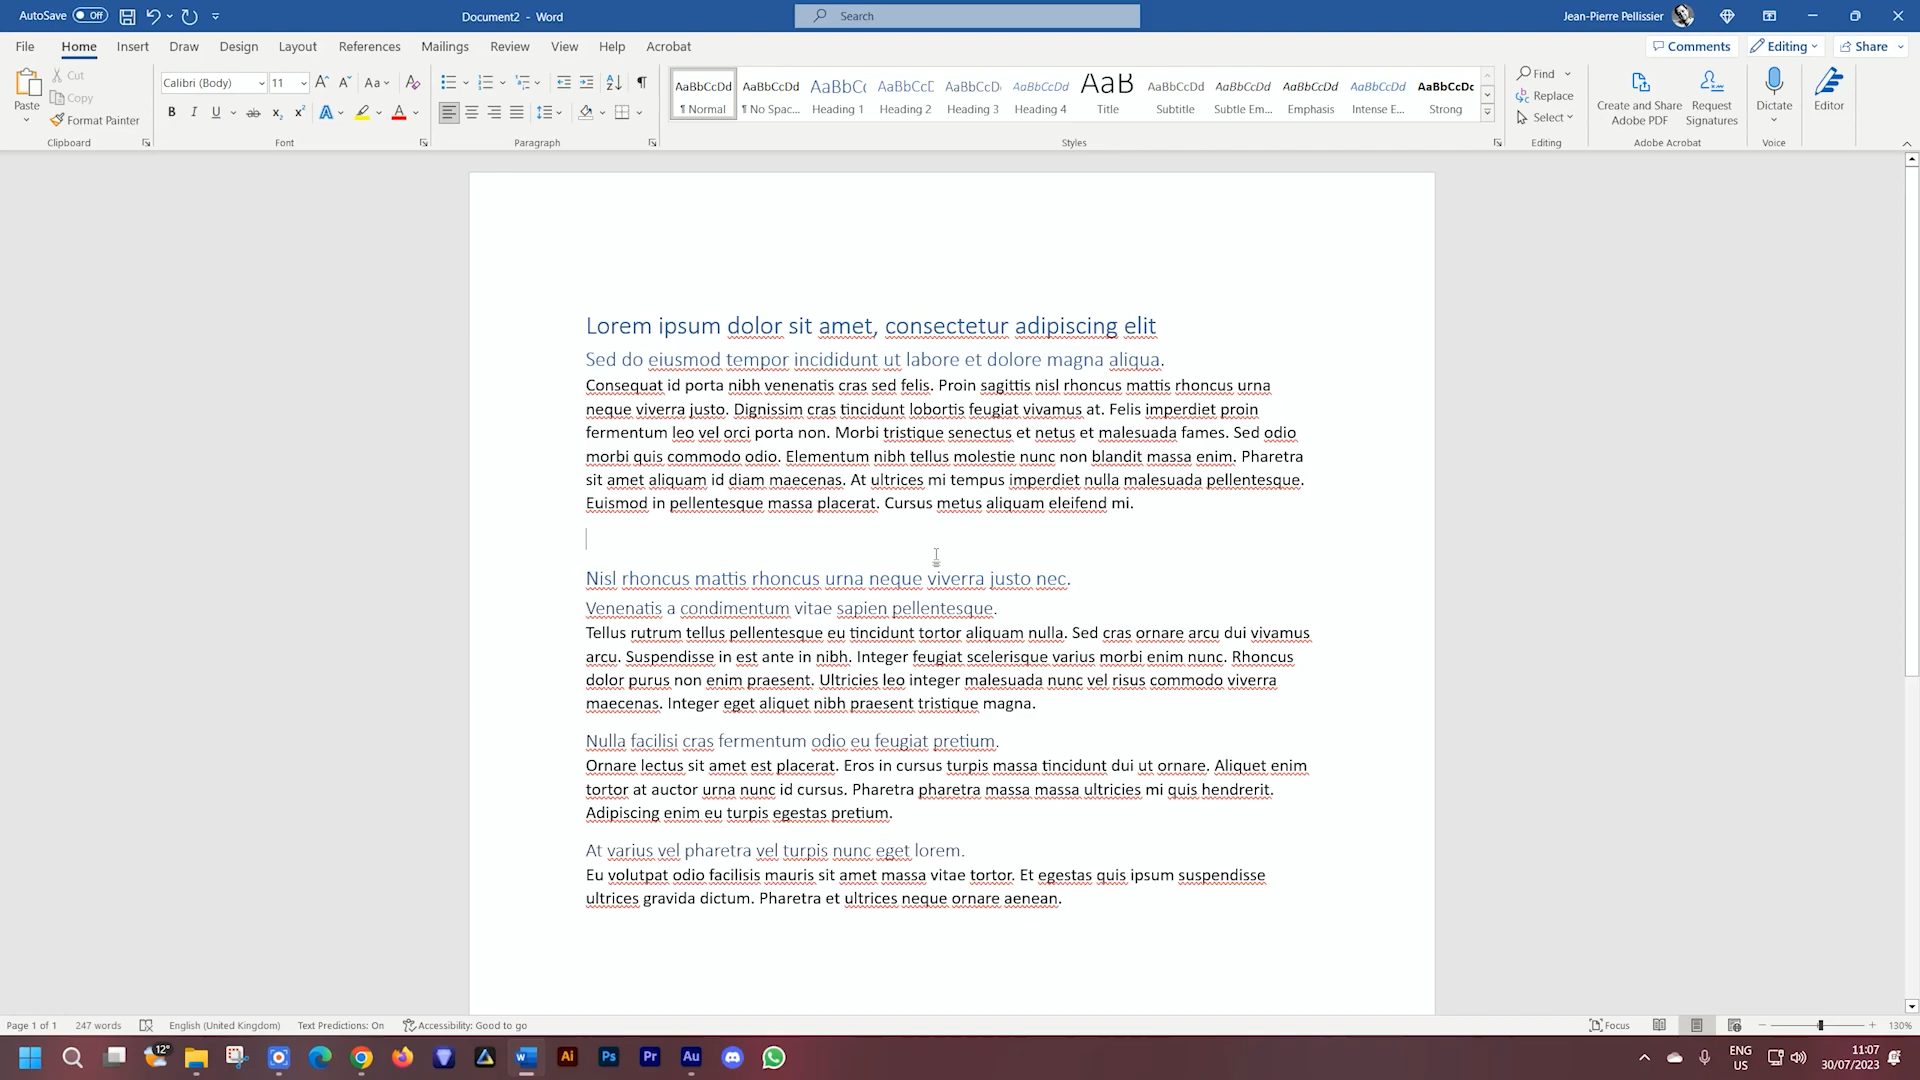 AutoSave Off
Document2 - Word
Search
Jean-Pierre Pellissier
File Home Insert Draw Design Layout References Mailings Review View Help Acrobat
Comments Editing Share
Paste
Cut
Copy
Format Painter
Clipboard
Calibri (Body) 11
Font
Paragraph
AaBbCcDd ¶ Normal
AaBbCcDd ¶ No Spac...
AaBbCc Heading 1
AaBbCcD Heading 2
AaBbCcD Heading 3
AaBbCcDd Heading 4
AaB Title
AaBbCcDd Subtitle
AaBbCcDd Subtle Em...
AaBbCcDd Emphasis
AaBbCcDd Intense E...
AaBbCcDc Strong
Styles
Find
Replace
Select
Editing
Create and Share Adobe PDF
Request Signatures
Adobe Acrobat
Dictate
Voice
Editor
Lorem ipsum dolor sit amet, consectetur adipiscing elit
Sed do eiusmod tempor incididunt ut labore et dolore magna aliqua.
Consequat id porta nibh venenatis cras sed felis. Proin sagittis nisl rhoncus mattis rhoncus urna
neque viverra justo. Dignissim cras tincidunt lobortis feugiat vivamus at. Felis imperdiet proin
fermentum leo vel orci porta non. Morbi tristique senectus et netus et malesuada fames. Sed odio
morbi quis commodo odio. Elementum nibh tellus molestie nunc non blandit massa enim. Pharetra
sit amet aliquam id diam maecenas. At ultrices mi tempus imperdiet nulla malesuada pellentesque.
Euismod in pellentesque massa placerat. Cursus metus aliquam eleifend mi.
Nisl rhoncus mattis rhoncus urna neque viverra justo nec.
Venenatis a condimentum vitae sapien pellentesque.
Tellus rutrum tellus pellentesque eu tincidunt tortor aliquam nulla. Sed cras ornare arcu dui vivamus
arcu. Suspendisse in est ante in nibh. Integer feugiat scelerisque varius morbi enim nunc. Rhoncus
dolor purus non enim praesent. Ultricies leo integer malesuada nunc vel risus commodo viverra
maecenas. Integer eget aliquet nibh praesent tristique magna.
Nulla facilisi cras fermentum odio eu feugiat pretium.
Ornare lectus sit amet est placerat. Eros in cursus turpis massa tincidunt dui ut ornare. Aliquet enim
tortor at auctor urna nunc id cursus. Pharetra pharetra massa massa ultricies mi quis hendrerit.
Adipiscing enim eu turpis egestas pretium.
At varius vel pharetra vel turpis nunc eget lorem.
Eu volutpat odio facilisis mauris sit amet massa vitae tortor. Et egestas quis ipsum suspendisse
ultrices gravida dictum. Pharetra et ultrices neque ornare aenean.
Page 1 of 1 247 words English (United Kingdom) Text Predictions: On Accessibility: Good to go
Focus 130%
12°
Ai Ps Pr Au
ENG
US
11:07
30/07/2023